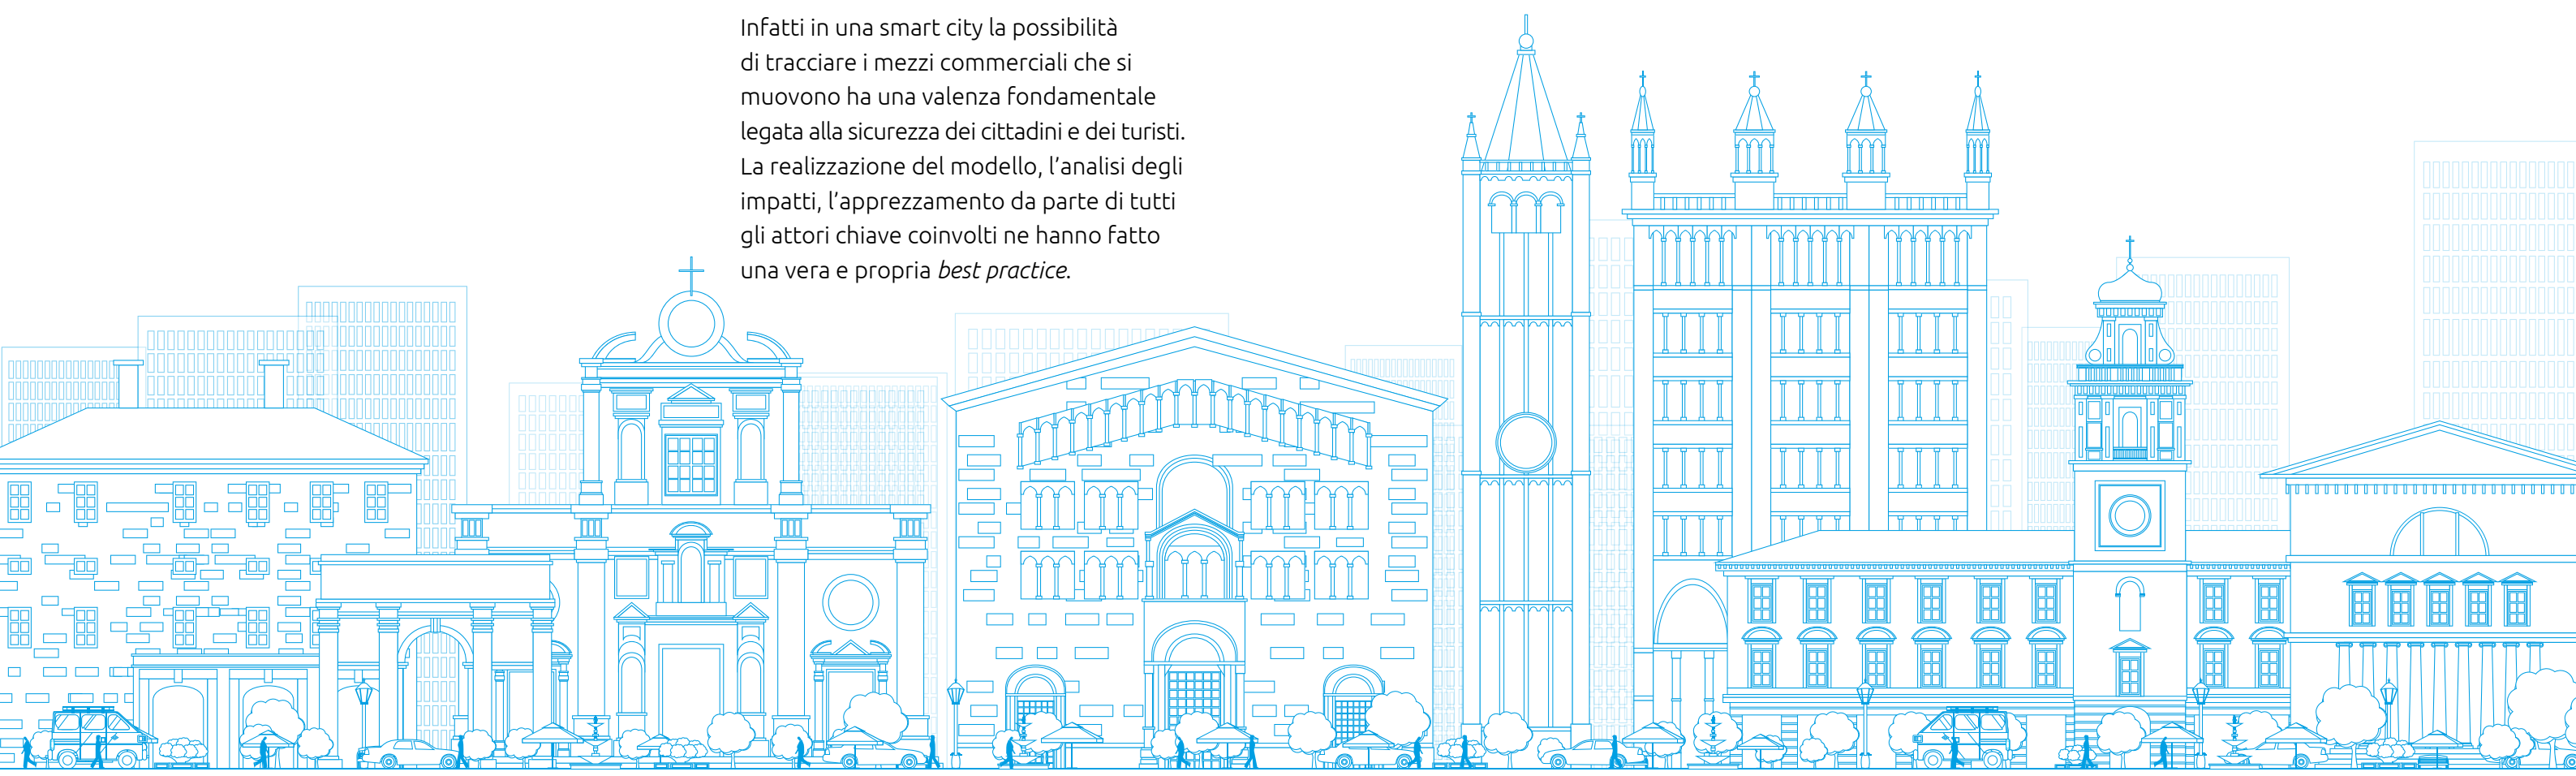 Infatti in una smart city la possibilità
di tracciare i mezzi commerciali che si
muovono ha una valenza fondamentale
legata alla sicurezza dei cittadini e dei turisti.
La realizzazione del modello, l’analisi degli
impatti, l’apprezzamento da parte di tutti
gli attori chiave coinvolti ne hanno fatto
una vera e propria best practice.